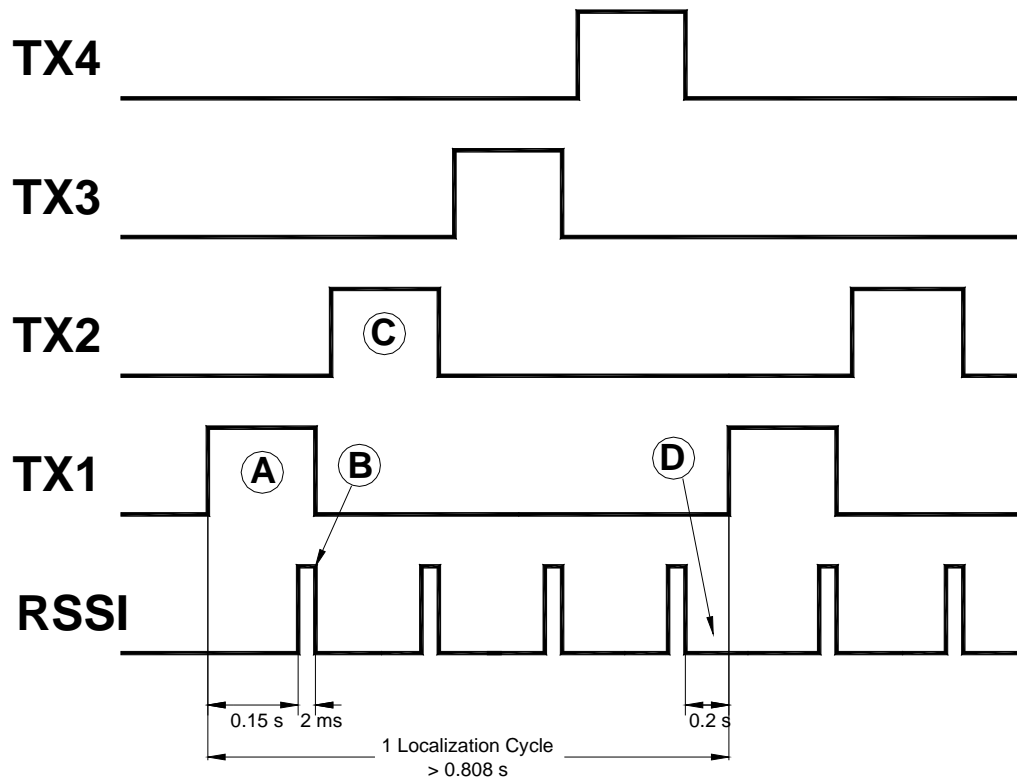 TX4
TX3
TX2
C
TX1
A
B
D
RSSI
0.15 s
2 ms
0.2 s
1 Localization Cycle
> 0.808 s